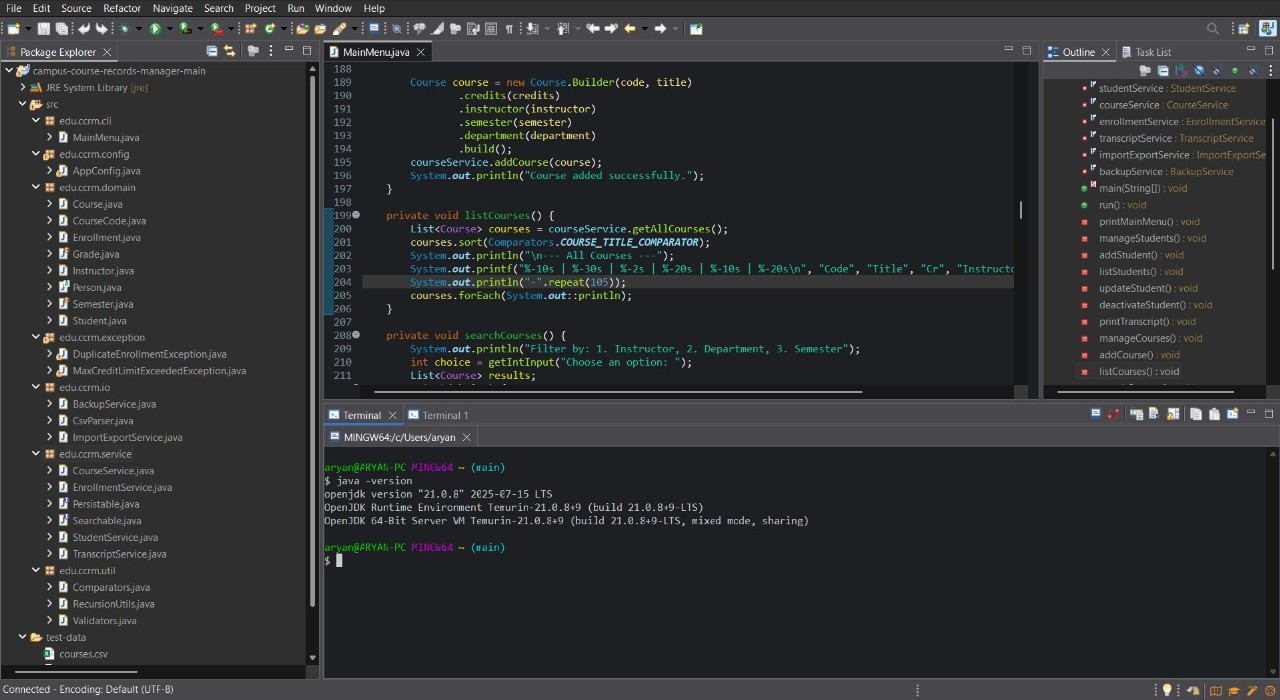 File Edit Source Refactor Navigate Search Project Run Window Help
Package Explorer
campus-course-records-manager-main
JRE System Library [jre]
src
edu.ccrm.cli
MainMenu.java
edu.ccrm.config
AppConfig.java
edu.ccrm.domain
Course.java
CourseCode.java
Enrollment.java
Grade.java
Instructor.java
Person.java
Semester.java
Student.java
edu.ccrm.exception
DuplicateEnrollmentException.java
MaxCreditLimitExceededException.java
edu.ccrm.io
BackupService.java
CsvParser.java
ImportExportService.java
edu.ccrm.service
CourseService.java
EnrollmentService.java
Persistable.java
Searchable.java
StudentService.java
TranscriptService.java
edu.ccrm.util
Comparators.java
RecursionUtils.java
Validators.java
test-data
courses.csv
MainMenu.java
188
189 Course course = new Course.Builder(code, title)
190 .credits(credits)
191 .instructor(instructor)
192 .semester(semester)
193 .department(department)
194 .build();
195 courseService.addCourse(course);
196 System.out.println("Course added successfully.");
197 }
198
199 private void listCourses() {
200 List<Course> courses = courseService.getAllCourses();
201 courses.sort(Comparators.COURSE_TITLE_COMPARATOR);
202 System.out.println("\n--- All Courses ---");
203 System.out.printf("%-10s | %-30s | %-2s | %-20s | %-10s | %-20s\n", "Code", "Title", "Cr", "Instructo
204 System.out.println("-".repeat(105));
205 courses.forEach(System.out::println);
206 }
207
208 private void searchCourses() {
209 System.out.println("Filter by: 1. Instructor, 2. Department, 3. Semester");
210 int choice = getIntInput("Choose an option: ");
211 List<Course> results;
Outline Task List
studentService : StudentService
courseService : CourseService
enrollmentService : EnrollmentService
transcriptService : TranscriptService
importExportService : ImportExportSe
backupService : BackupService
main(String[]) : void
run() : void
printMainMenu() : void
manageStudents() : void
addStudent() : void
listStudents() : void
updateStudent() : void
deactivateStudent() : void
printTranscript() : void
manageCourses() : void
addCourse() : void
listCourses() : void
Terminal Terminal 1
MINGW64:/c/Users/aryan
aryan@ARYAN-PC MINGW64 ~ (main)
$ java -version
openjdk version "21.0.8" 2025-07-15 LTS
OpenJDK Runtime Environment Temurin-21.0.8+9 (build 21.0.8+9-LTS)
OpenJDK 64-Bit Server VM Temurin-21.0.8+9 (build 21.0.8+9-LTS, mixed mode, sharing)
aryan@ARYAN-PC MINGW64 ~ (main)
$
Connected - Encoding: Default (UTF-8)